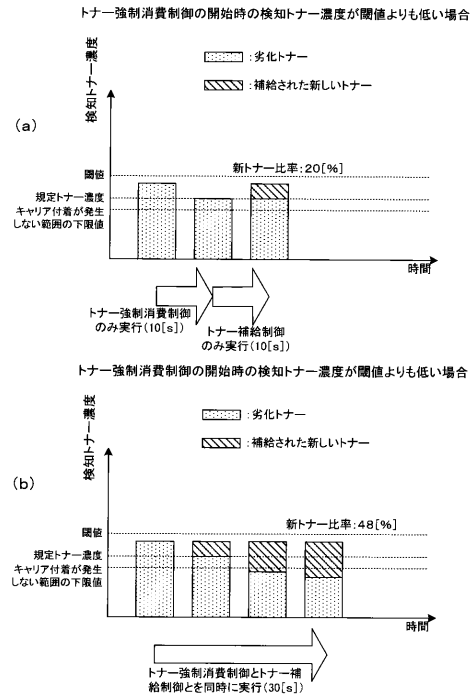 トナー強制消費制御の開始時の検知トナー濃度が閾値よりも低い場合
:劣化トナー
:補給された新しいトナー
(a)
検知トナー濃度
新トナー比率:20[%]
閾値
規定トナー濃度
キャリア付着が発生
しない範囲の下限値
時間
トナー強制消費制御
のみ実行(10[s])
トナー補給制御
のみ実行(10[s])
トナー強制消費制御の開始時の検知トナー濃度が閾値よりも低い場合
:劣化トナー
:補給された新しいトナー
(b)
検知トナー濃度
新トナー比率:48[%]
閾値
規定トナー濃度
キャリア付着が発生
しない範囲の下限値
時間
トナー強制消費制御とトナー補
給制御とを同時に実行(30[s])